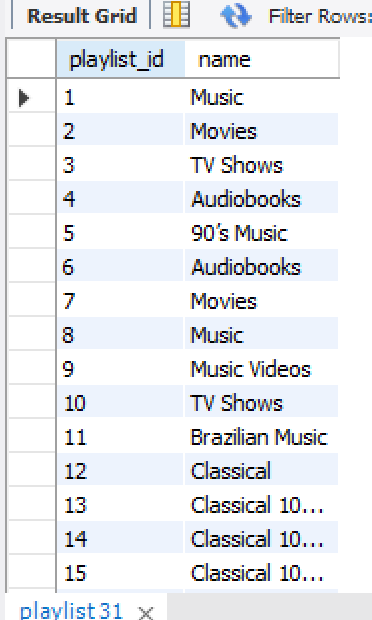 Result Grid Filter Rows:
playlist_id name
1 Music
2 Movies
3 TV Shows
4 Audiobooks
5 90’s Music
6 Audiobooks
7 Movies
8 Music
9 Music Videos
10 TV Shows
11 Brazilian Music
12 Classical
13 Classical 10...
14 Classical 10...
15 Classical 10...
playlist 31 ×